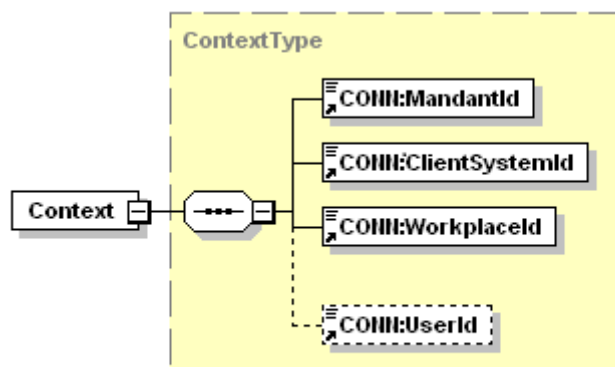 ContextType
CONN:MandantId
CONN:ClientSystemId
Context
CONN:WorkplaceId
CONN:UserId